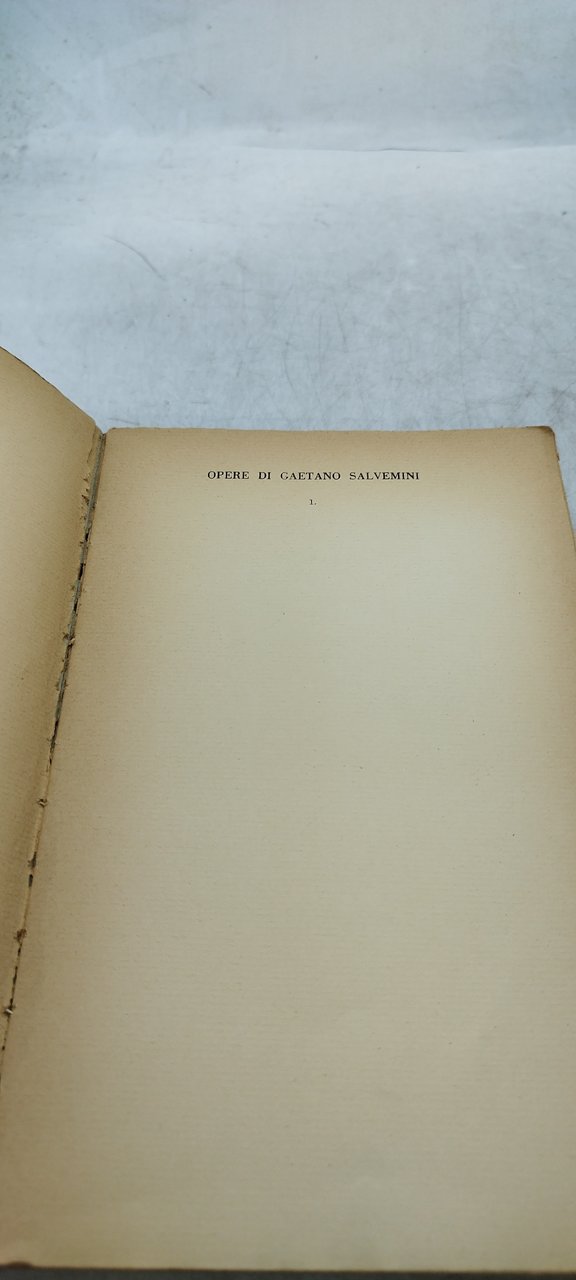 OPERE DI GAETANO SALVEMINI
1.